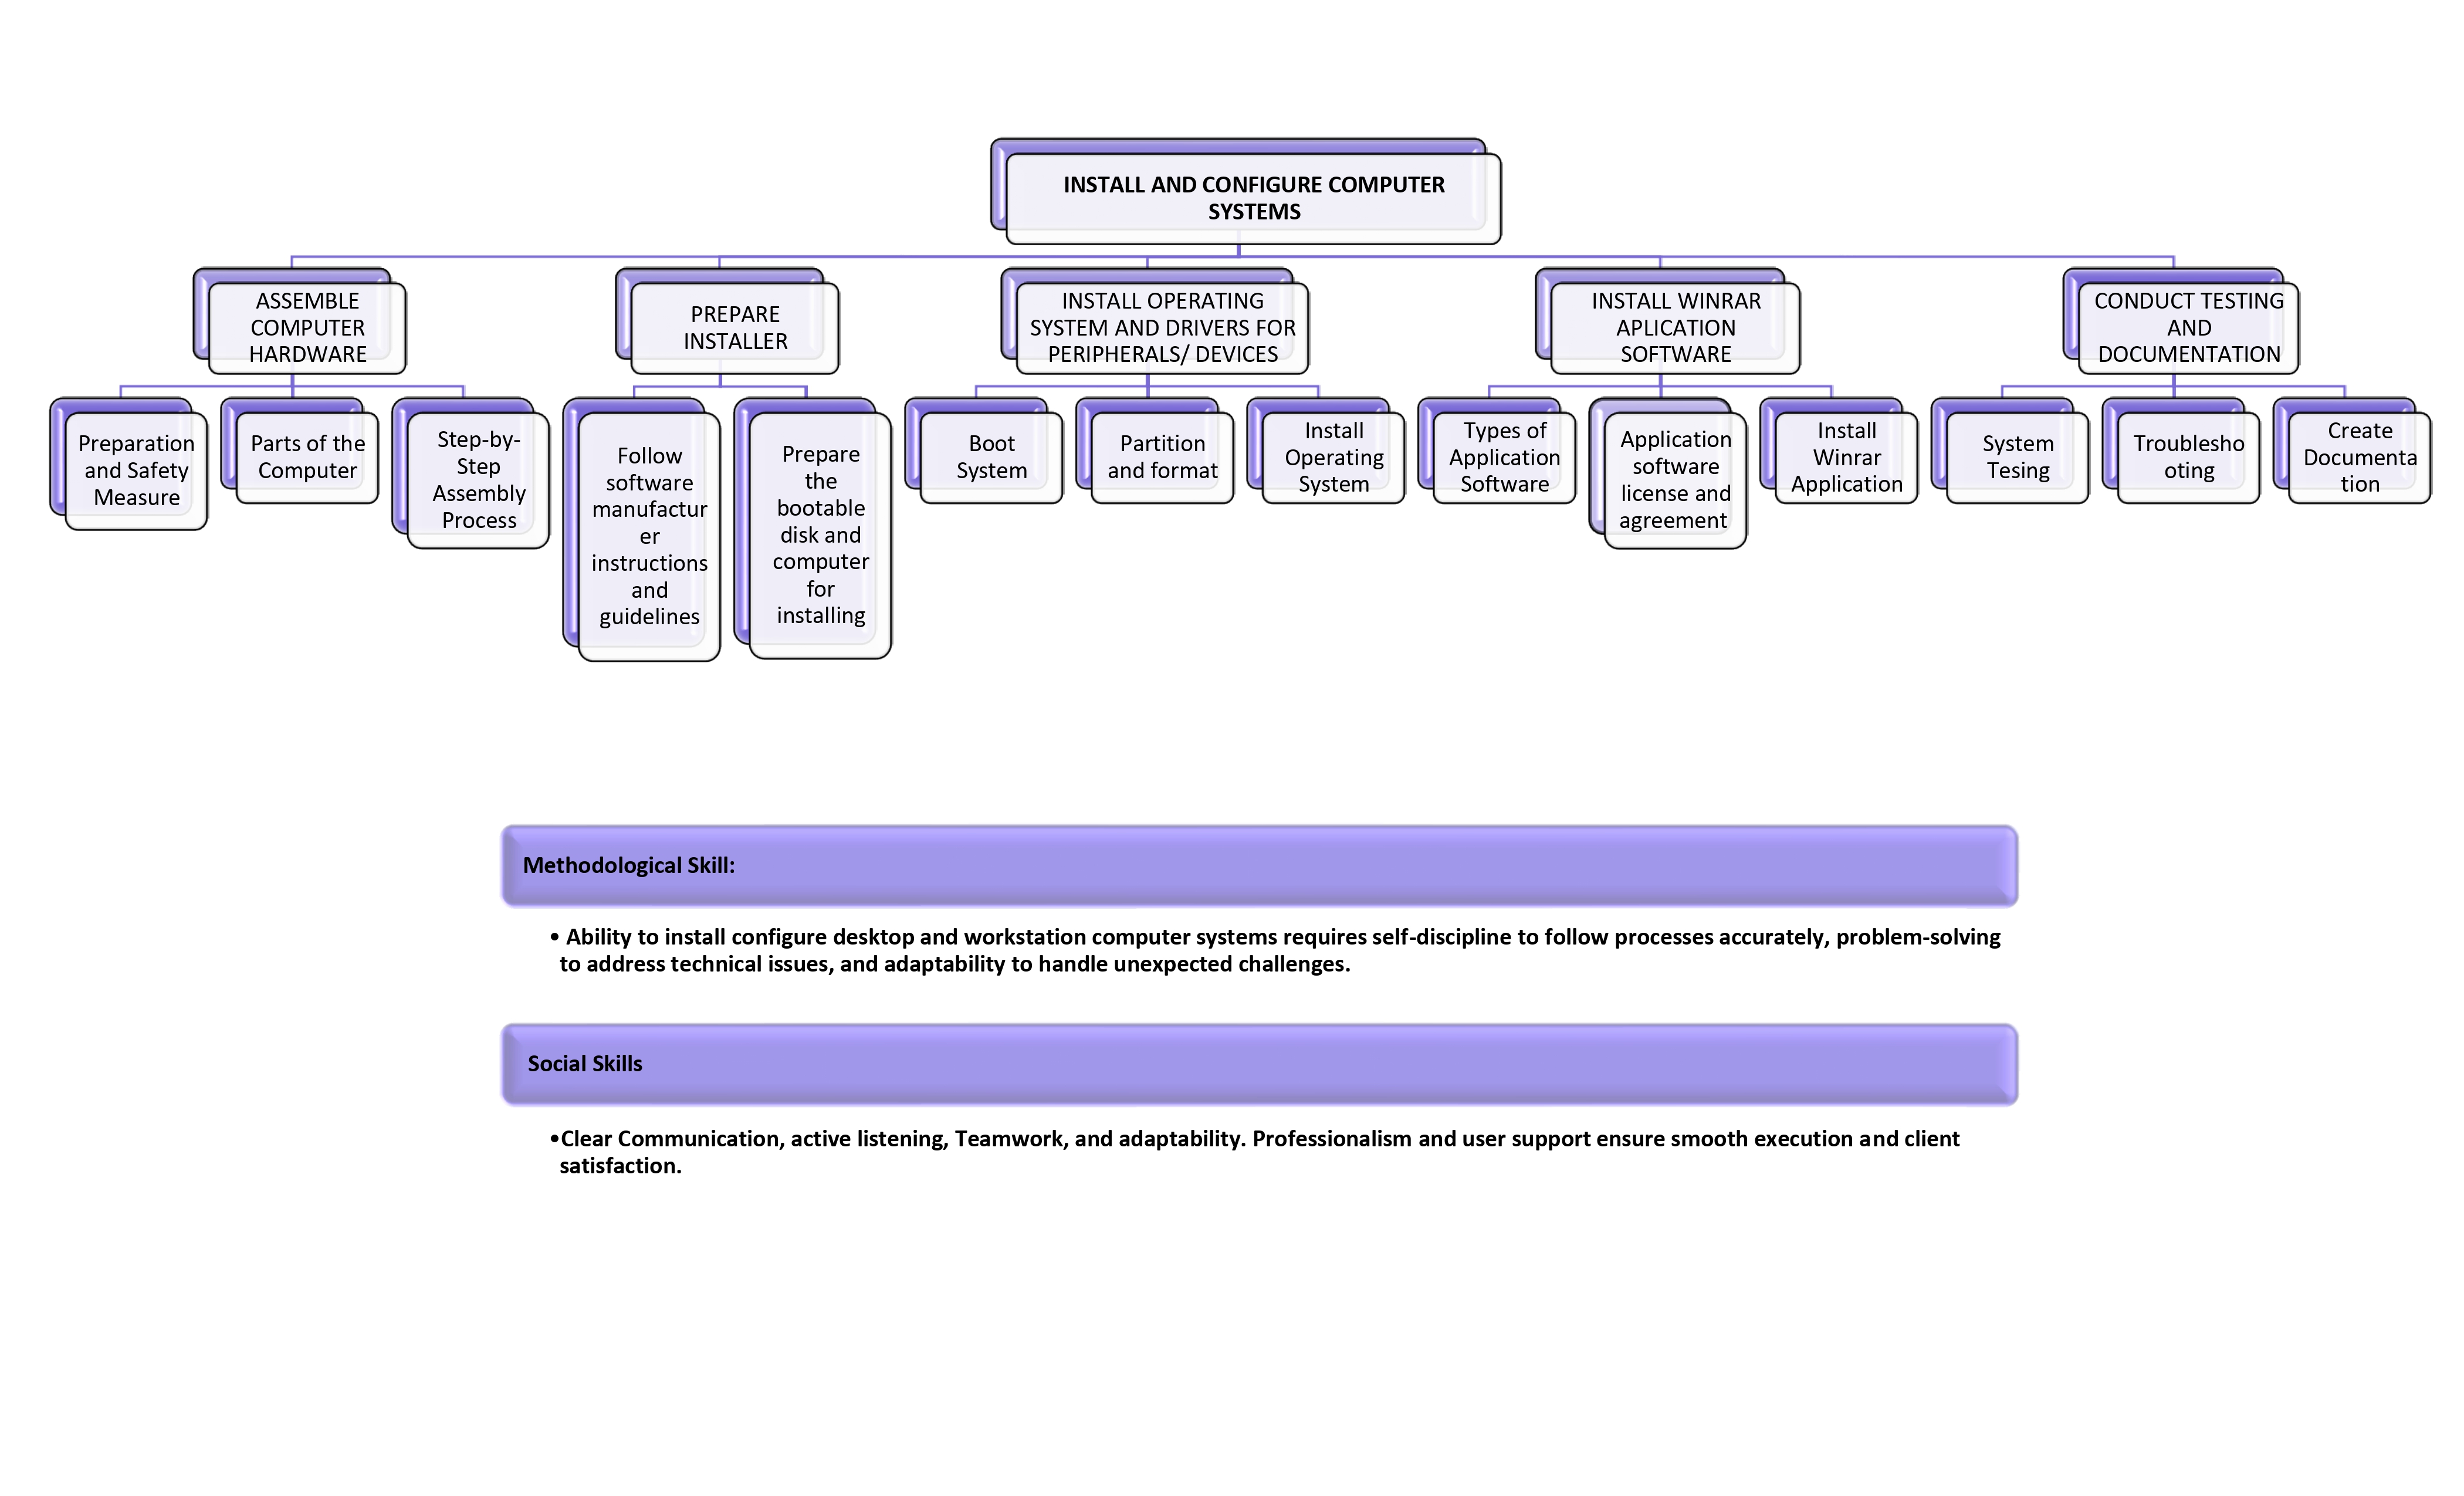 INSTALL AND CONFIGURE COMPUTER
SYSTEMS
ASSEMBLE
COMPUTER
HARDWARE
PREPARE
INSTALLER
INSTALL OPERATING
SYSTEM AND DRIVERS FOR
PERIPHERALS/ DEVICES
INSTALL WINRAR
APLICATION
SOFTWARE
CONDUCT TESTING
AND
DOCUMENTATION
Preparation
and Safety
Measure
Parts of the
Computer
Step-by-
Step
Assembly
Process
Follow
software
manufactur
er
instructions
and
guidelines
Prepare
the
bootable
disk and
computer
for
installing
Boot
System
Partition
and format
Install
Operating
System
Types of
Application
Software
Application
software
license and
agreement
Install
Winrar
Application
System
Tesing
Troublesho
oting
Create
Documenta
tion
Methodological Skill:
• Ability to install configure desktop and workstation computer systems requires self-discipline to follow processes accurately, problem-solving
to address technical issues, and adaptability to handle unexpected challenges.
Social Skills
•Clear Communication, active listening, Teamwork, and adaptability. Professionalism and user support ensure smooth execution and client
satisfaction.